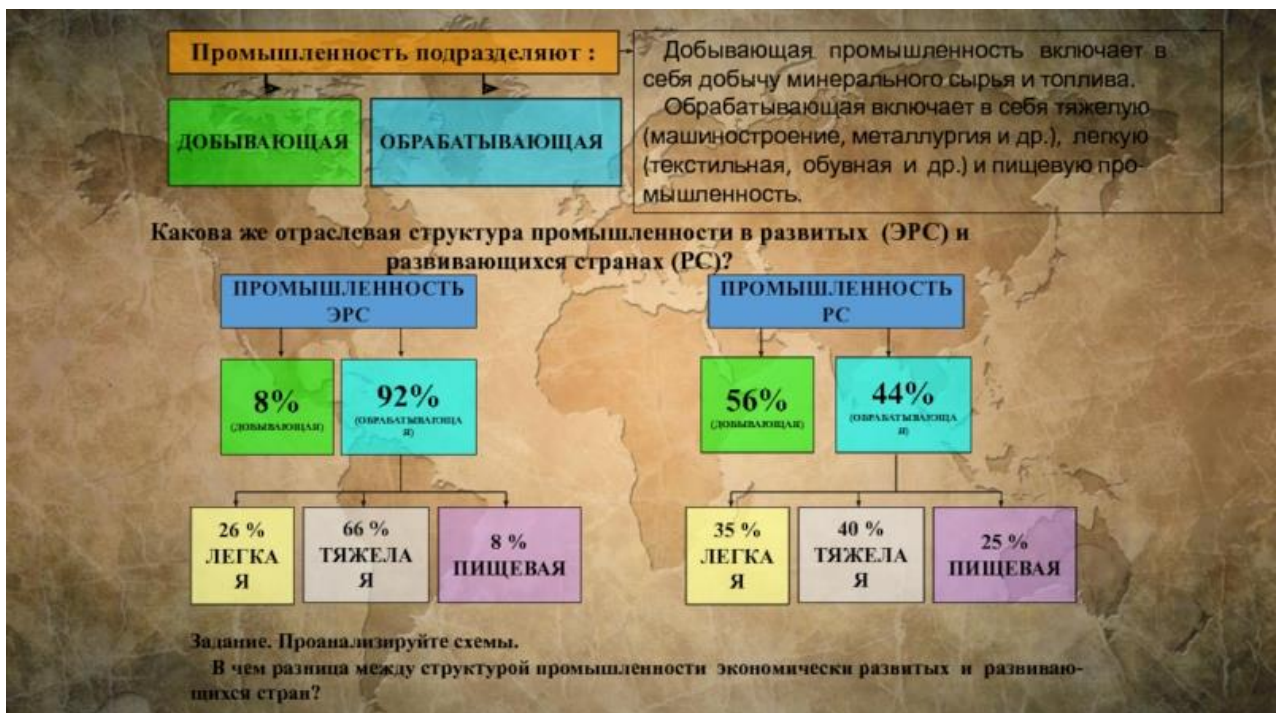 Промышленность подразделяют :
ДОБЫВАЮЩАЯ
ОБРАБАТЫВАЮЩАЯ
Добывающая промышленность включает в
себя добычу минерального сырья и топлива.
Обрабатывающая включает в себя тяжелую
(машиностроение, металлургия и др.), легкую
(текстильная, обувная и др.) и пищевую про-
мышленность.
Какова же отраслевая структура промышленности в развитых (ЭРС) и
развивающихся странах (РС)?
ПРОМЫШЛЕННОСТЬ
ЭРС
8%
(ДОБЫВАЮЩАЯ)
92%
(ОБРАБАТЫВАЮЩА
Я)
26 %
ЛЕГКА
Я
66 %
ТЯЖЕЛА
Я
8 %
ПИЩЕВАЯ
ПРОМЫШЛЕННОСТЬ
РС
56%
(ДОБЫВАЮЩАЯ)
44%
(ОБРАБАТЫВАЮЩА
Я)
35 %
ЛЕГКА
Я
40 %
ТЯЖЕЛА
Я
25 %
ПИЩЕВАЯ
Задание. Проанализируйте схемы.
В чем разница между структурой промышленности экономически развитых и развиваю-
щихся стран?